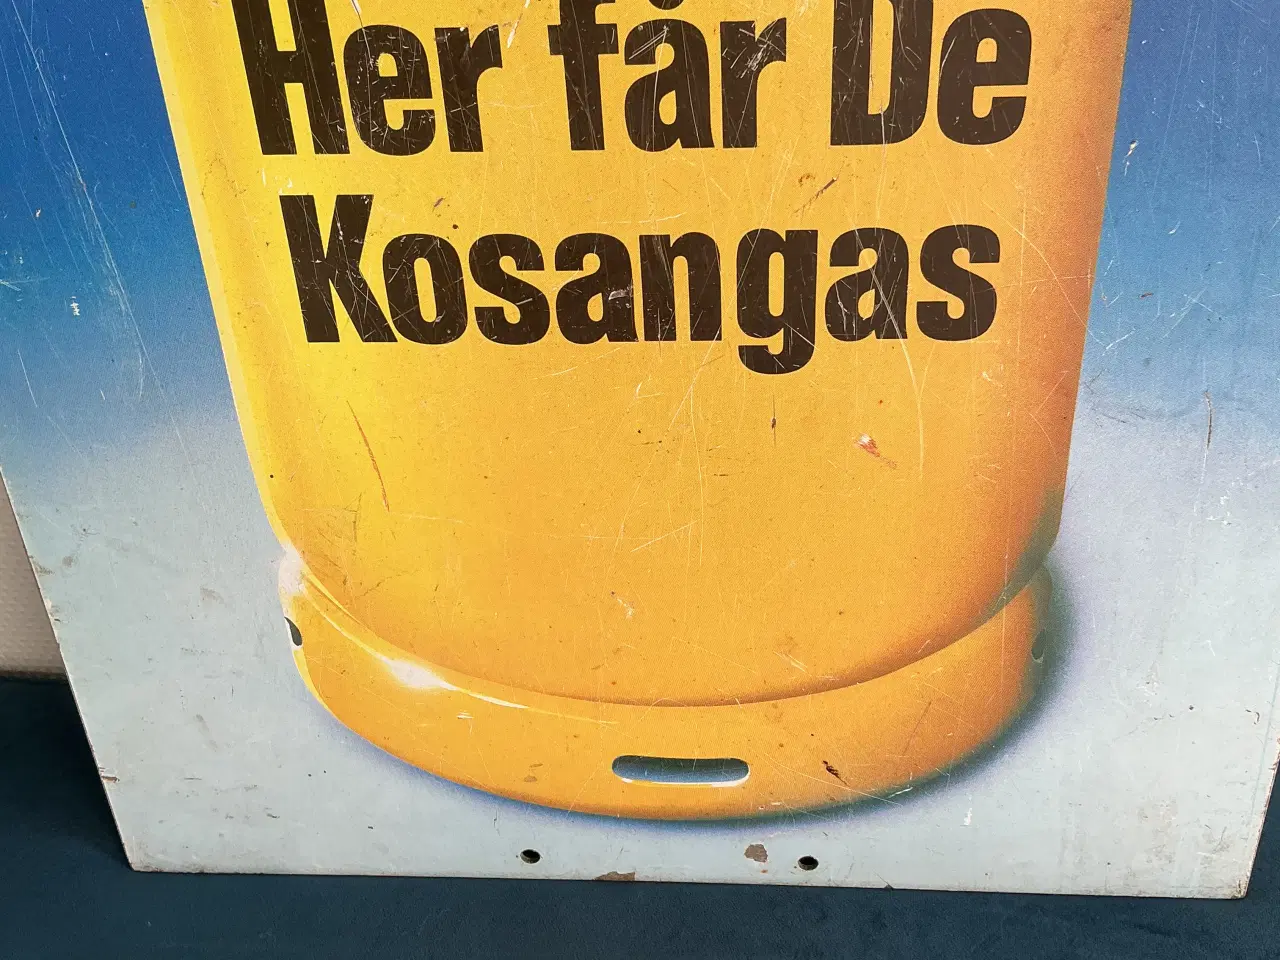 Her får De
Kosangas